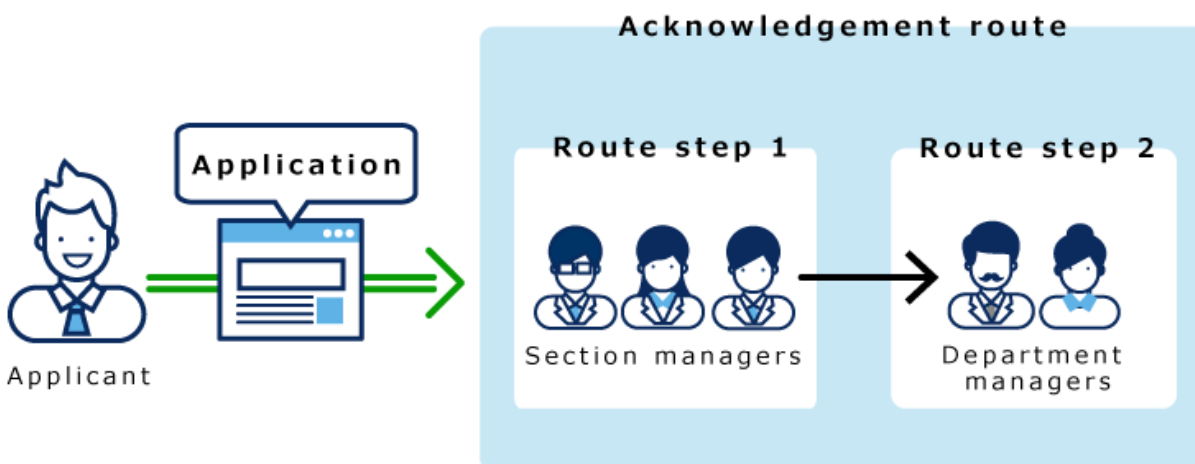 Acknowledgement route
Application
Route step 1
Route step 2
Applicant
Section managers
Department
managers